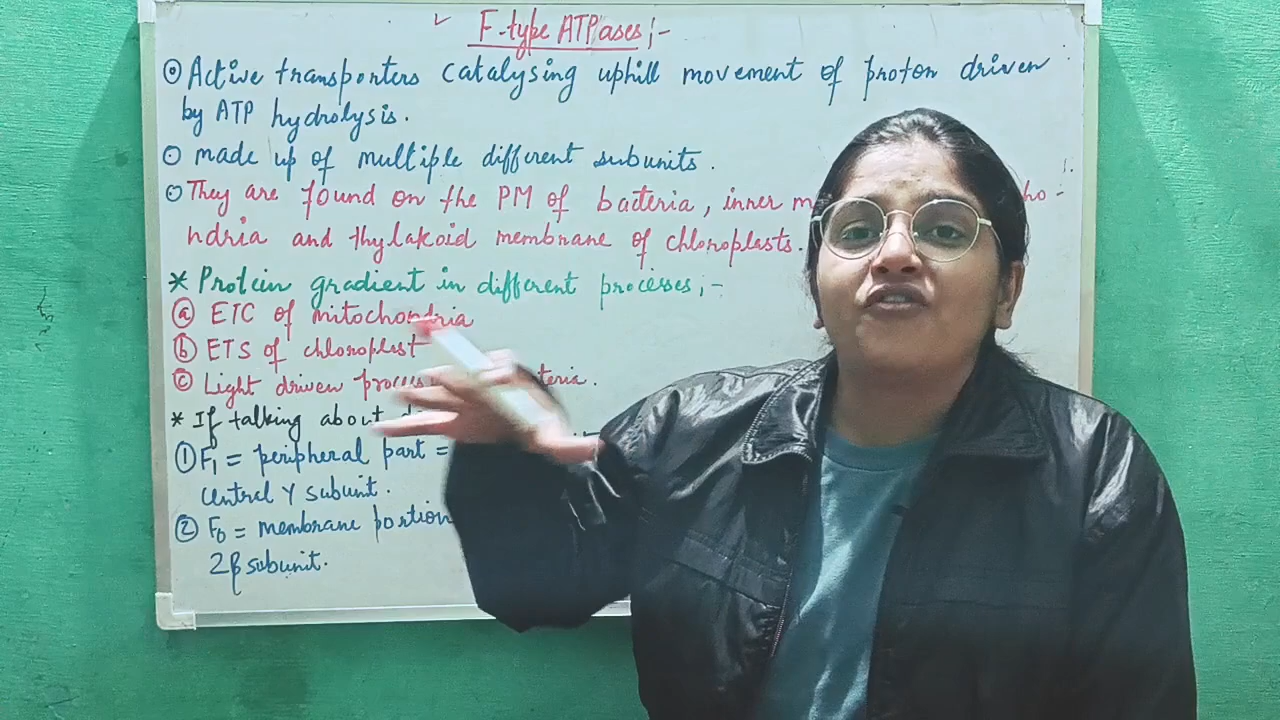 F-type ATPases ;-
Active transporters catalysing uphill movement of proton driven
by ATP hydrolysis.
made up of multiple different subunits.
They are found on the PM of bacteria, inner
ndria and thylakoid membrane of chloroplasts.
* Protein gradient in different processes ;-
(a) ETC of mitochondria
(b) ETS of chloroplast
(c) Light driven
* If talking about
(1) F1 = peripheral part =
central γ subunit.
(2) F0 = membrane portion
2β subunit.